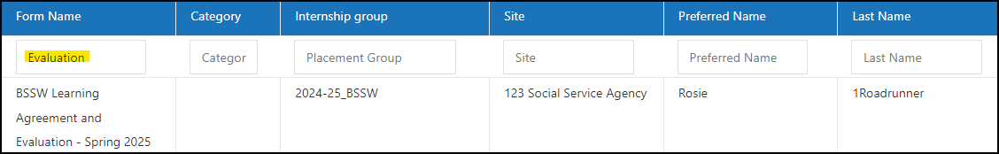 Form Name Category Internship group Site Preferred Name Last Name
Evaluation Categor Placement Group Site Preferred Name Last Name
BSSW Learning 2024-25_BSSW 123 Social Service Agency Rosie 1Roadrunner
Agreement and
Evaluation - Spring 2025